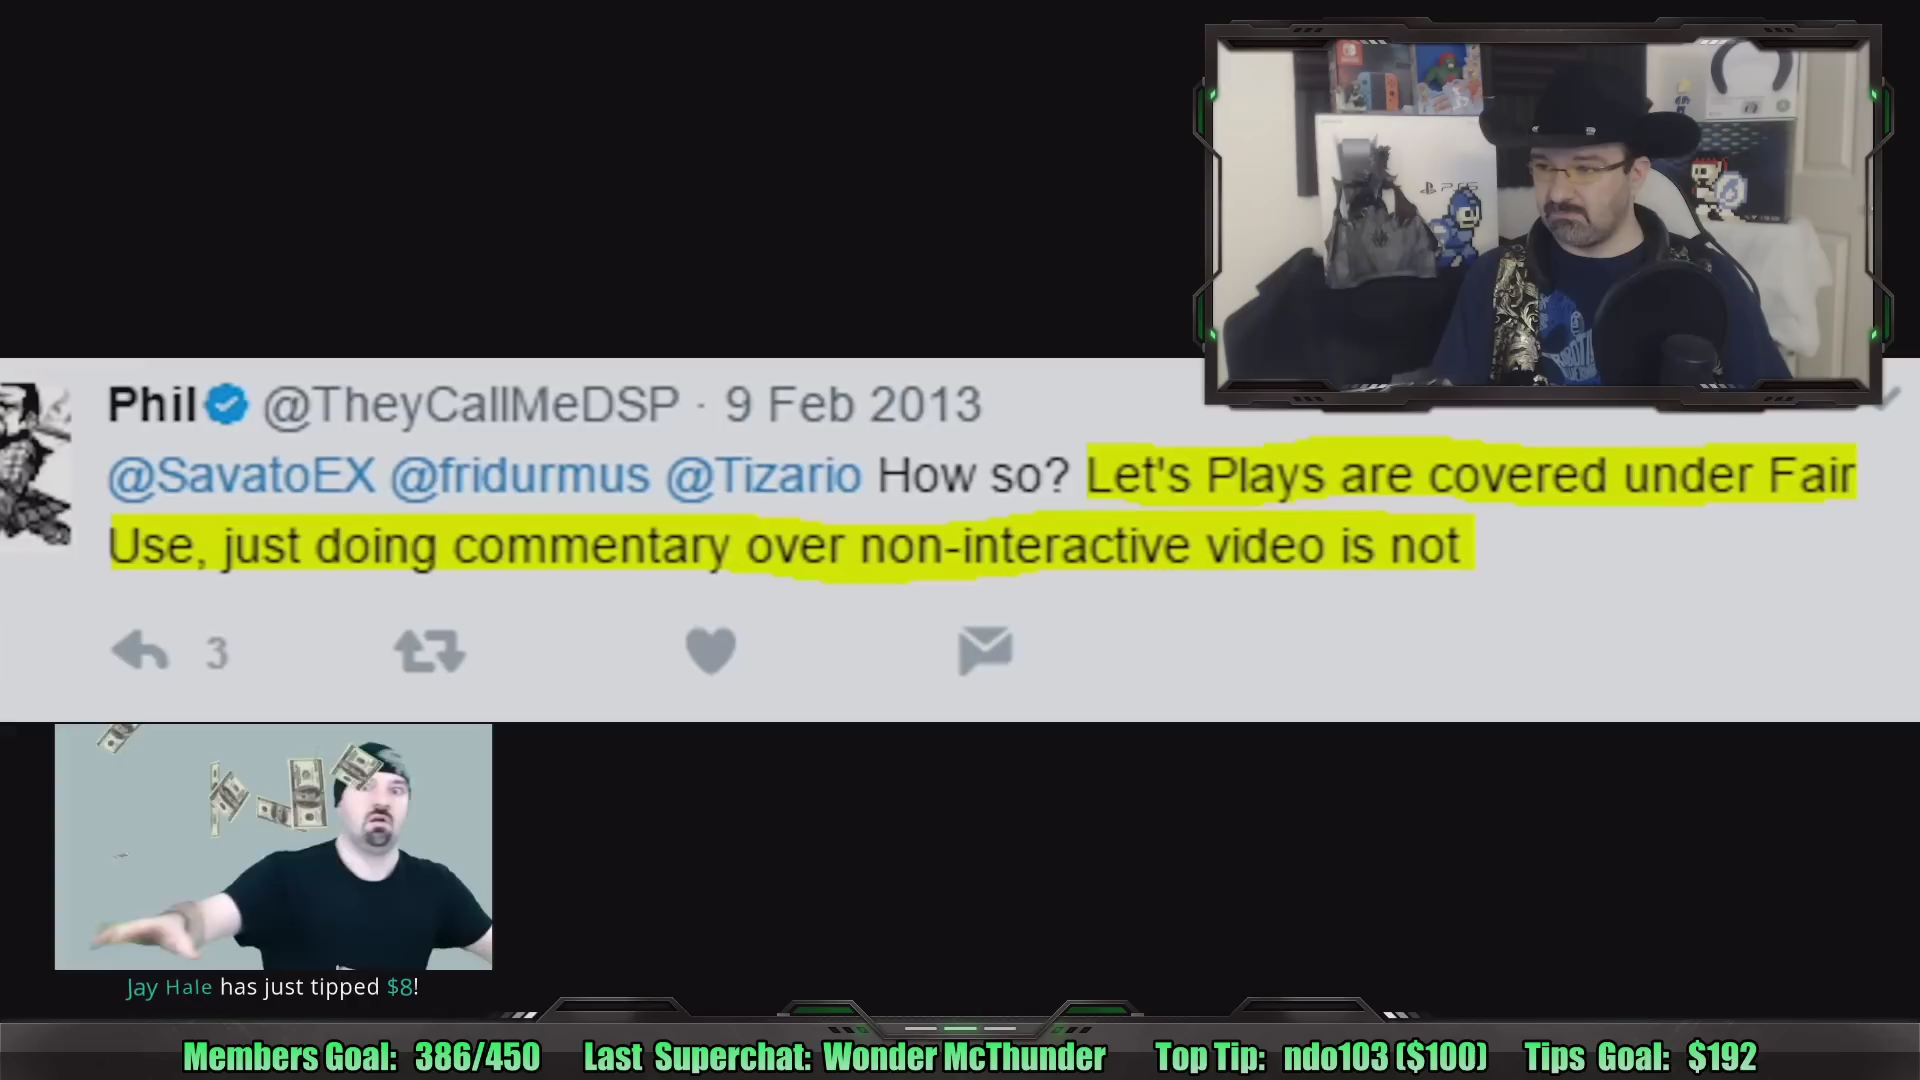 PS5
Phil @TheyCallMeDSP · 9 Feb 2013
@SavatoEX @fridurmus @Tizario How so? Let's Plays are covered under Fair
Use, just doing commentary over non-interactive video is not
3
Jay Hale has just tipped $8!
Members Goal: 386/450 Last Superchat: Wonder McThunder Top Tip: ndo103 ($100) Tips Goal: $192